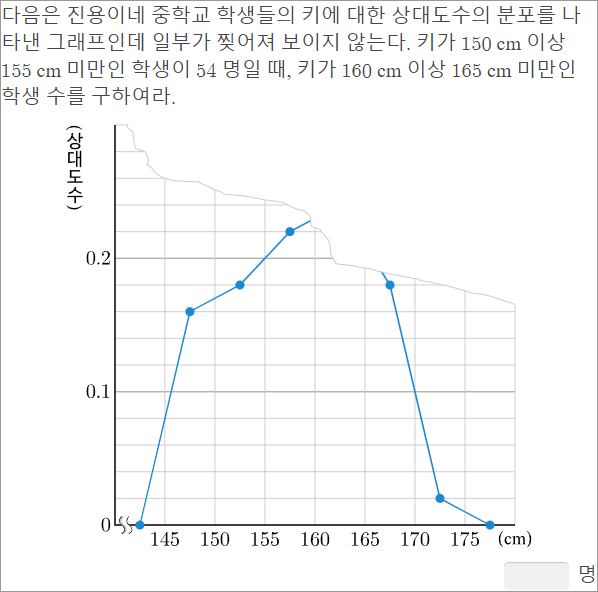 다음은 진용이네 중학교 학생들의 키에 대한 상대도수의 분포를 나
타낸 그래프인데 일부가 찢어져 보이지 않는다. 키가 150 cm 이상
155 cm 미만인 학생이 54 명일 때, 키가 160 cm 이상 165 cm 미만인
학생 수를 구하여라.
(상대도수)
0.2
0.1
0
145 150 155 160 165 170 175 (cm)
명